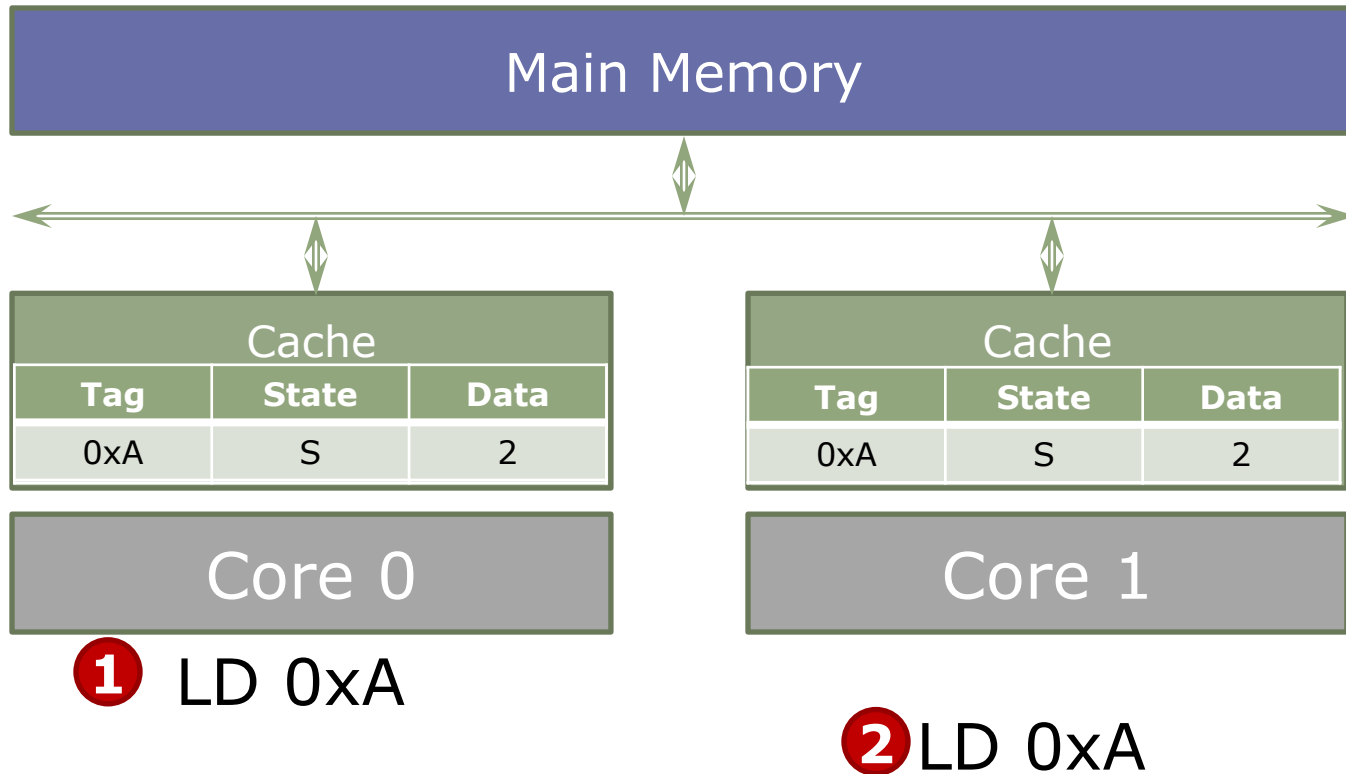 Main Memory
Cache
Tag State Data
0xA S 2
Cache
Tag State Data
0xA S 2
Core 0
Core 1
1 LD 0xA
2 LD 0xA